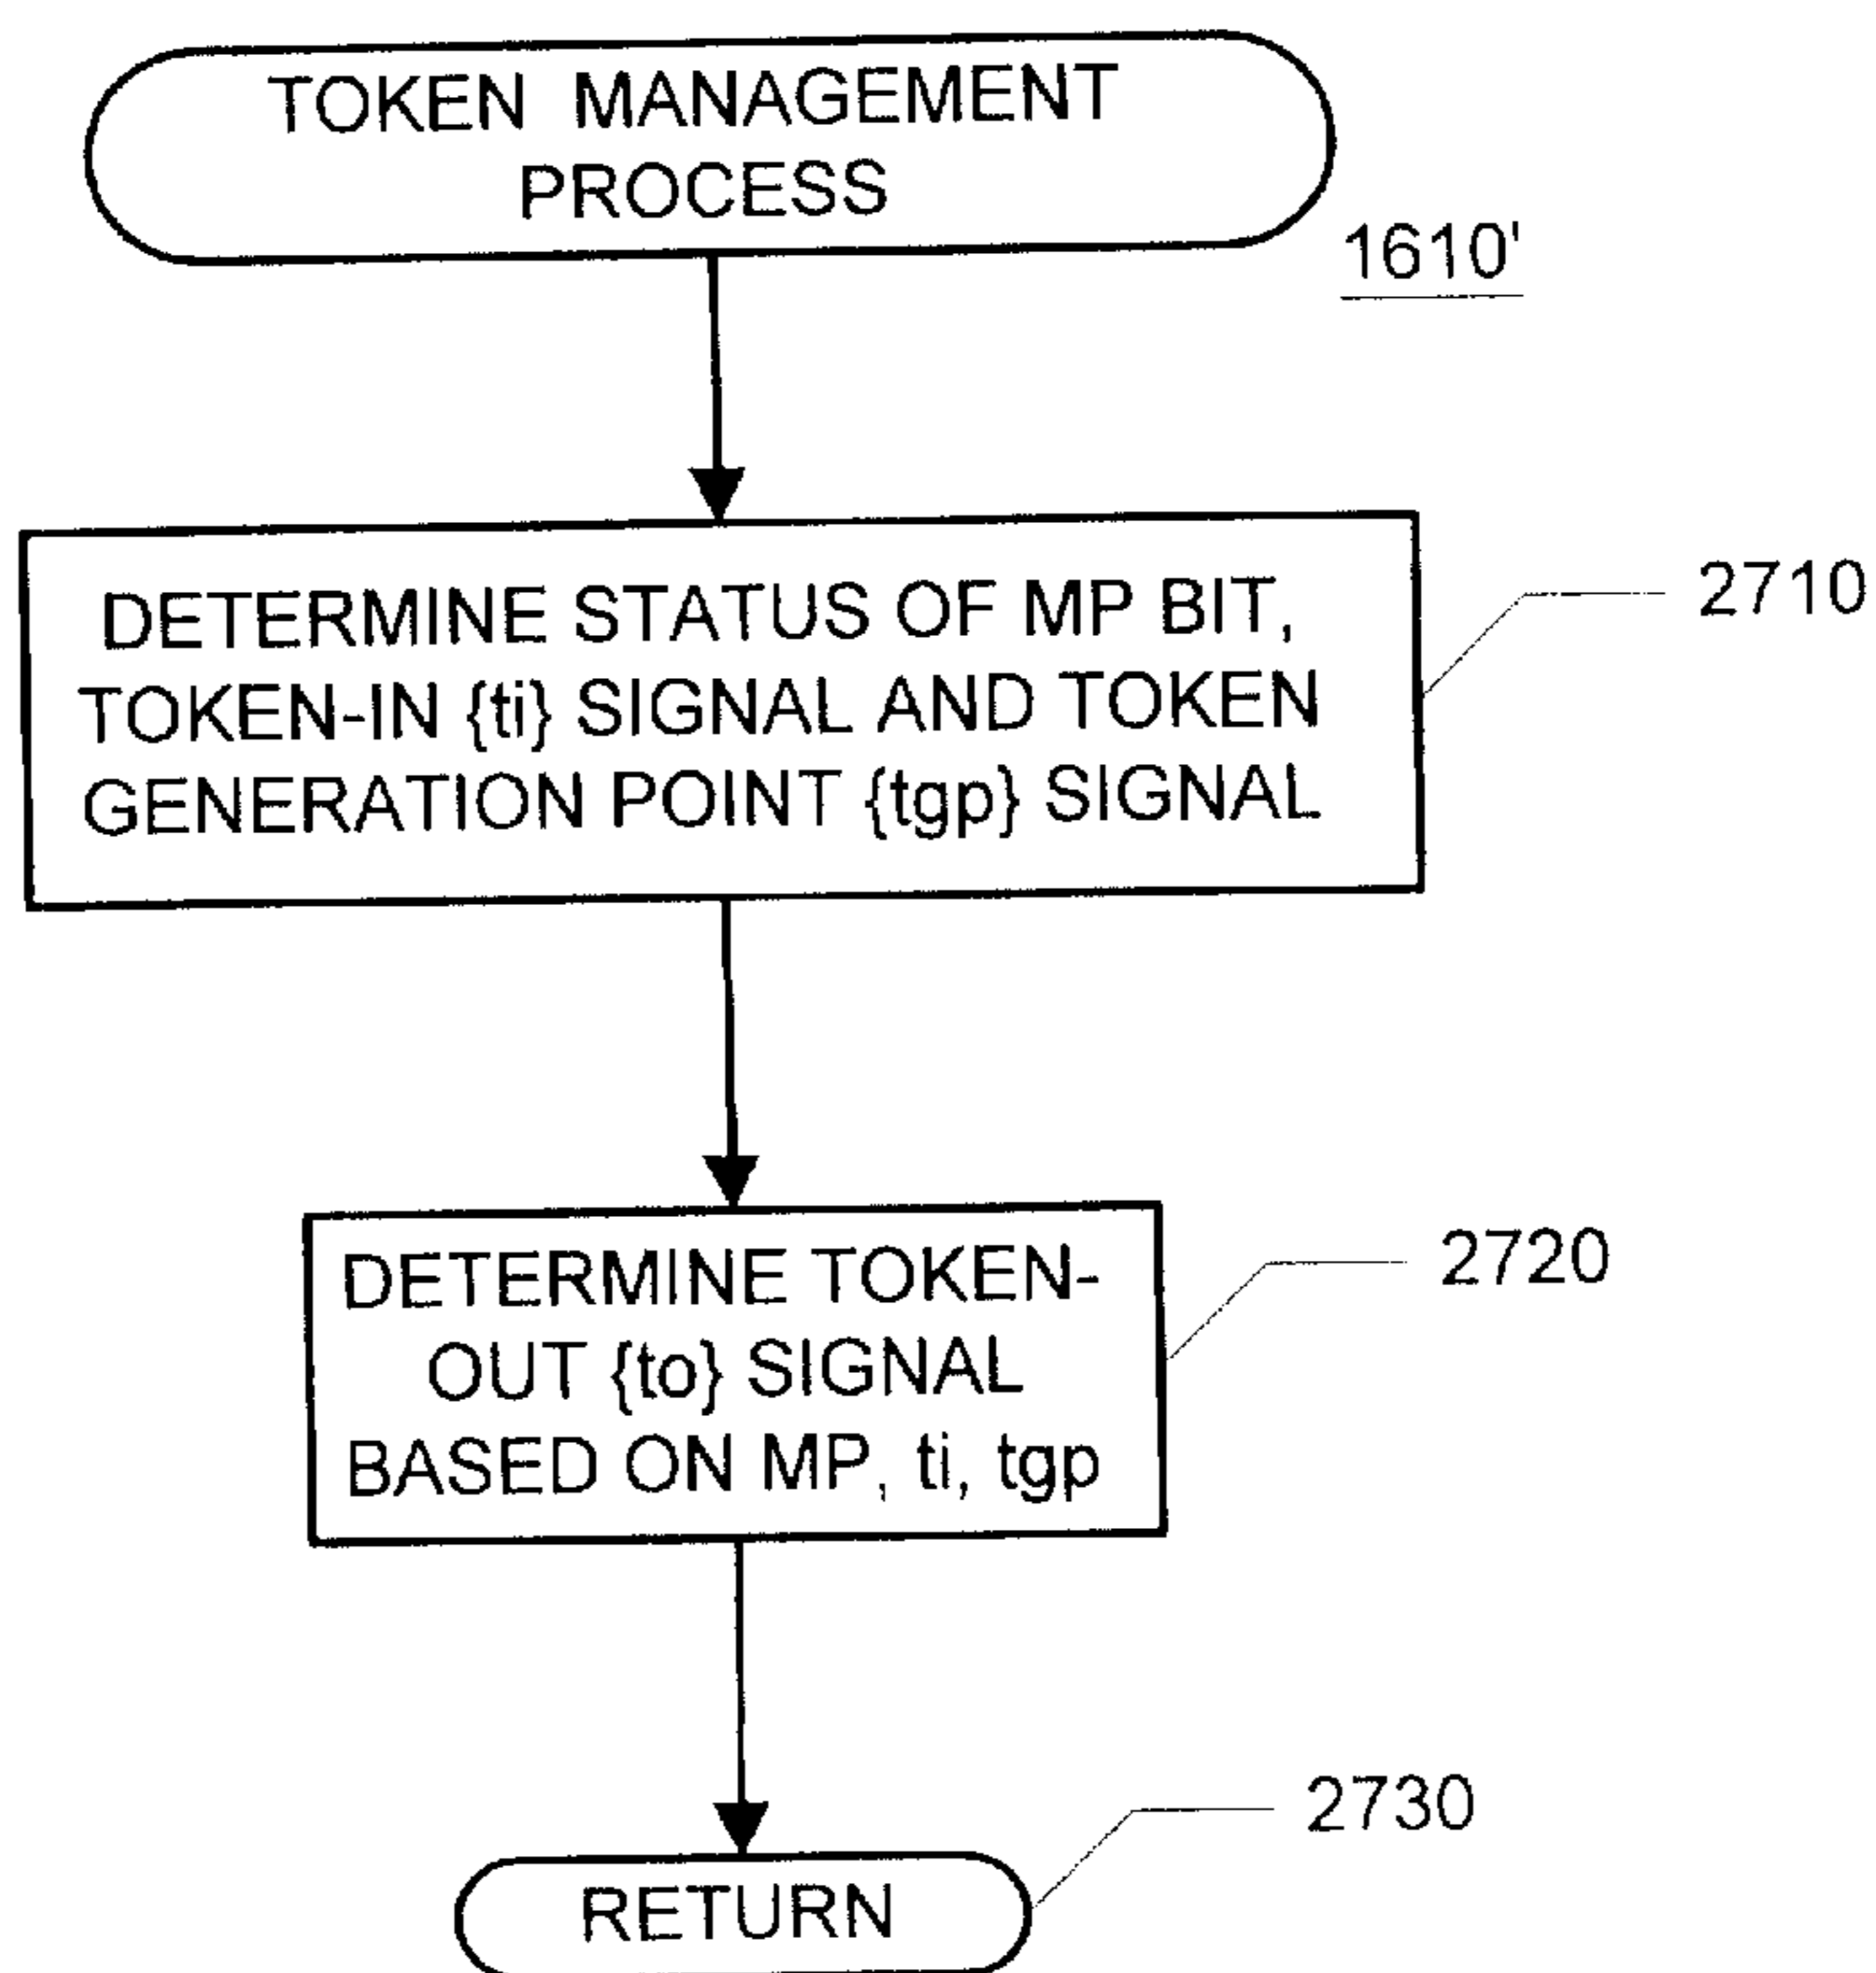 TOKEN MANAGEMENT
PROCESS
1610'
DETERMINE STATUS OF MP BIT,
TOKEN-IN {ti} SIGNAL AND TOKEN
GENERATION POINT {tgp} SIGNAL
2710
DETERMINE TOKEN-
OUT {to} SIGNAL
BASED ON MP, ti, tgp
2720
RETURN
2730